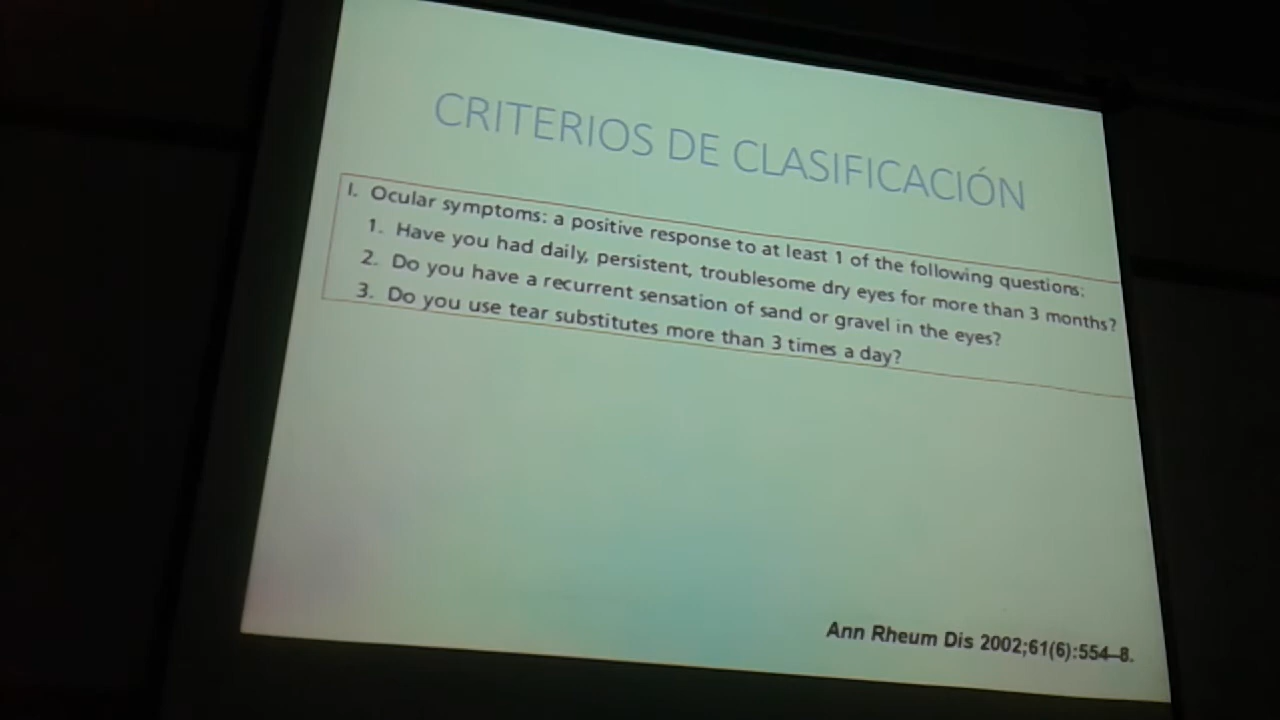 CRITERIOS DE CLASIFICACIÓN
I. Ocular symptoms: a positive response to at least 1 of the following questions:
1. Have you had daily, persistent, troublesome dry eyes for more than 3 months?
2. Do you have a recurrent sensation of sand or gravel in the eyes?
3. Do you use tear substitutes more than 3 times a day?
Ann Rheum Dis 2002;61(6):554–8.